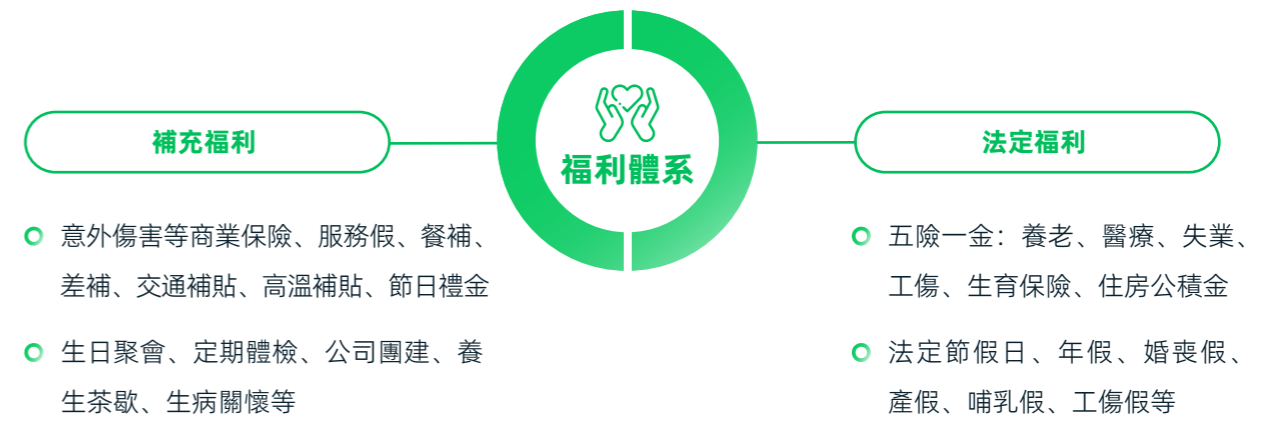 福利體系
補充福利
意外傷害等商業保險、服務假、餐補、
差補、交通補貼、高溫補貼、節日禮金
生日聚會、定期體檢、公司團建、養
生茶歇、生病關懷等
法定福利
五險一金：養老、醫療、失業、
工傷、生育保險、住房公積金
法定節假日、年假、婚喪假、
產假、哺乳假、工傷假等